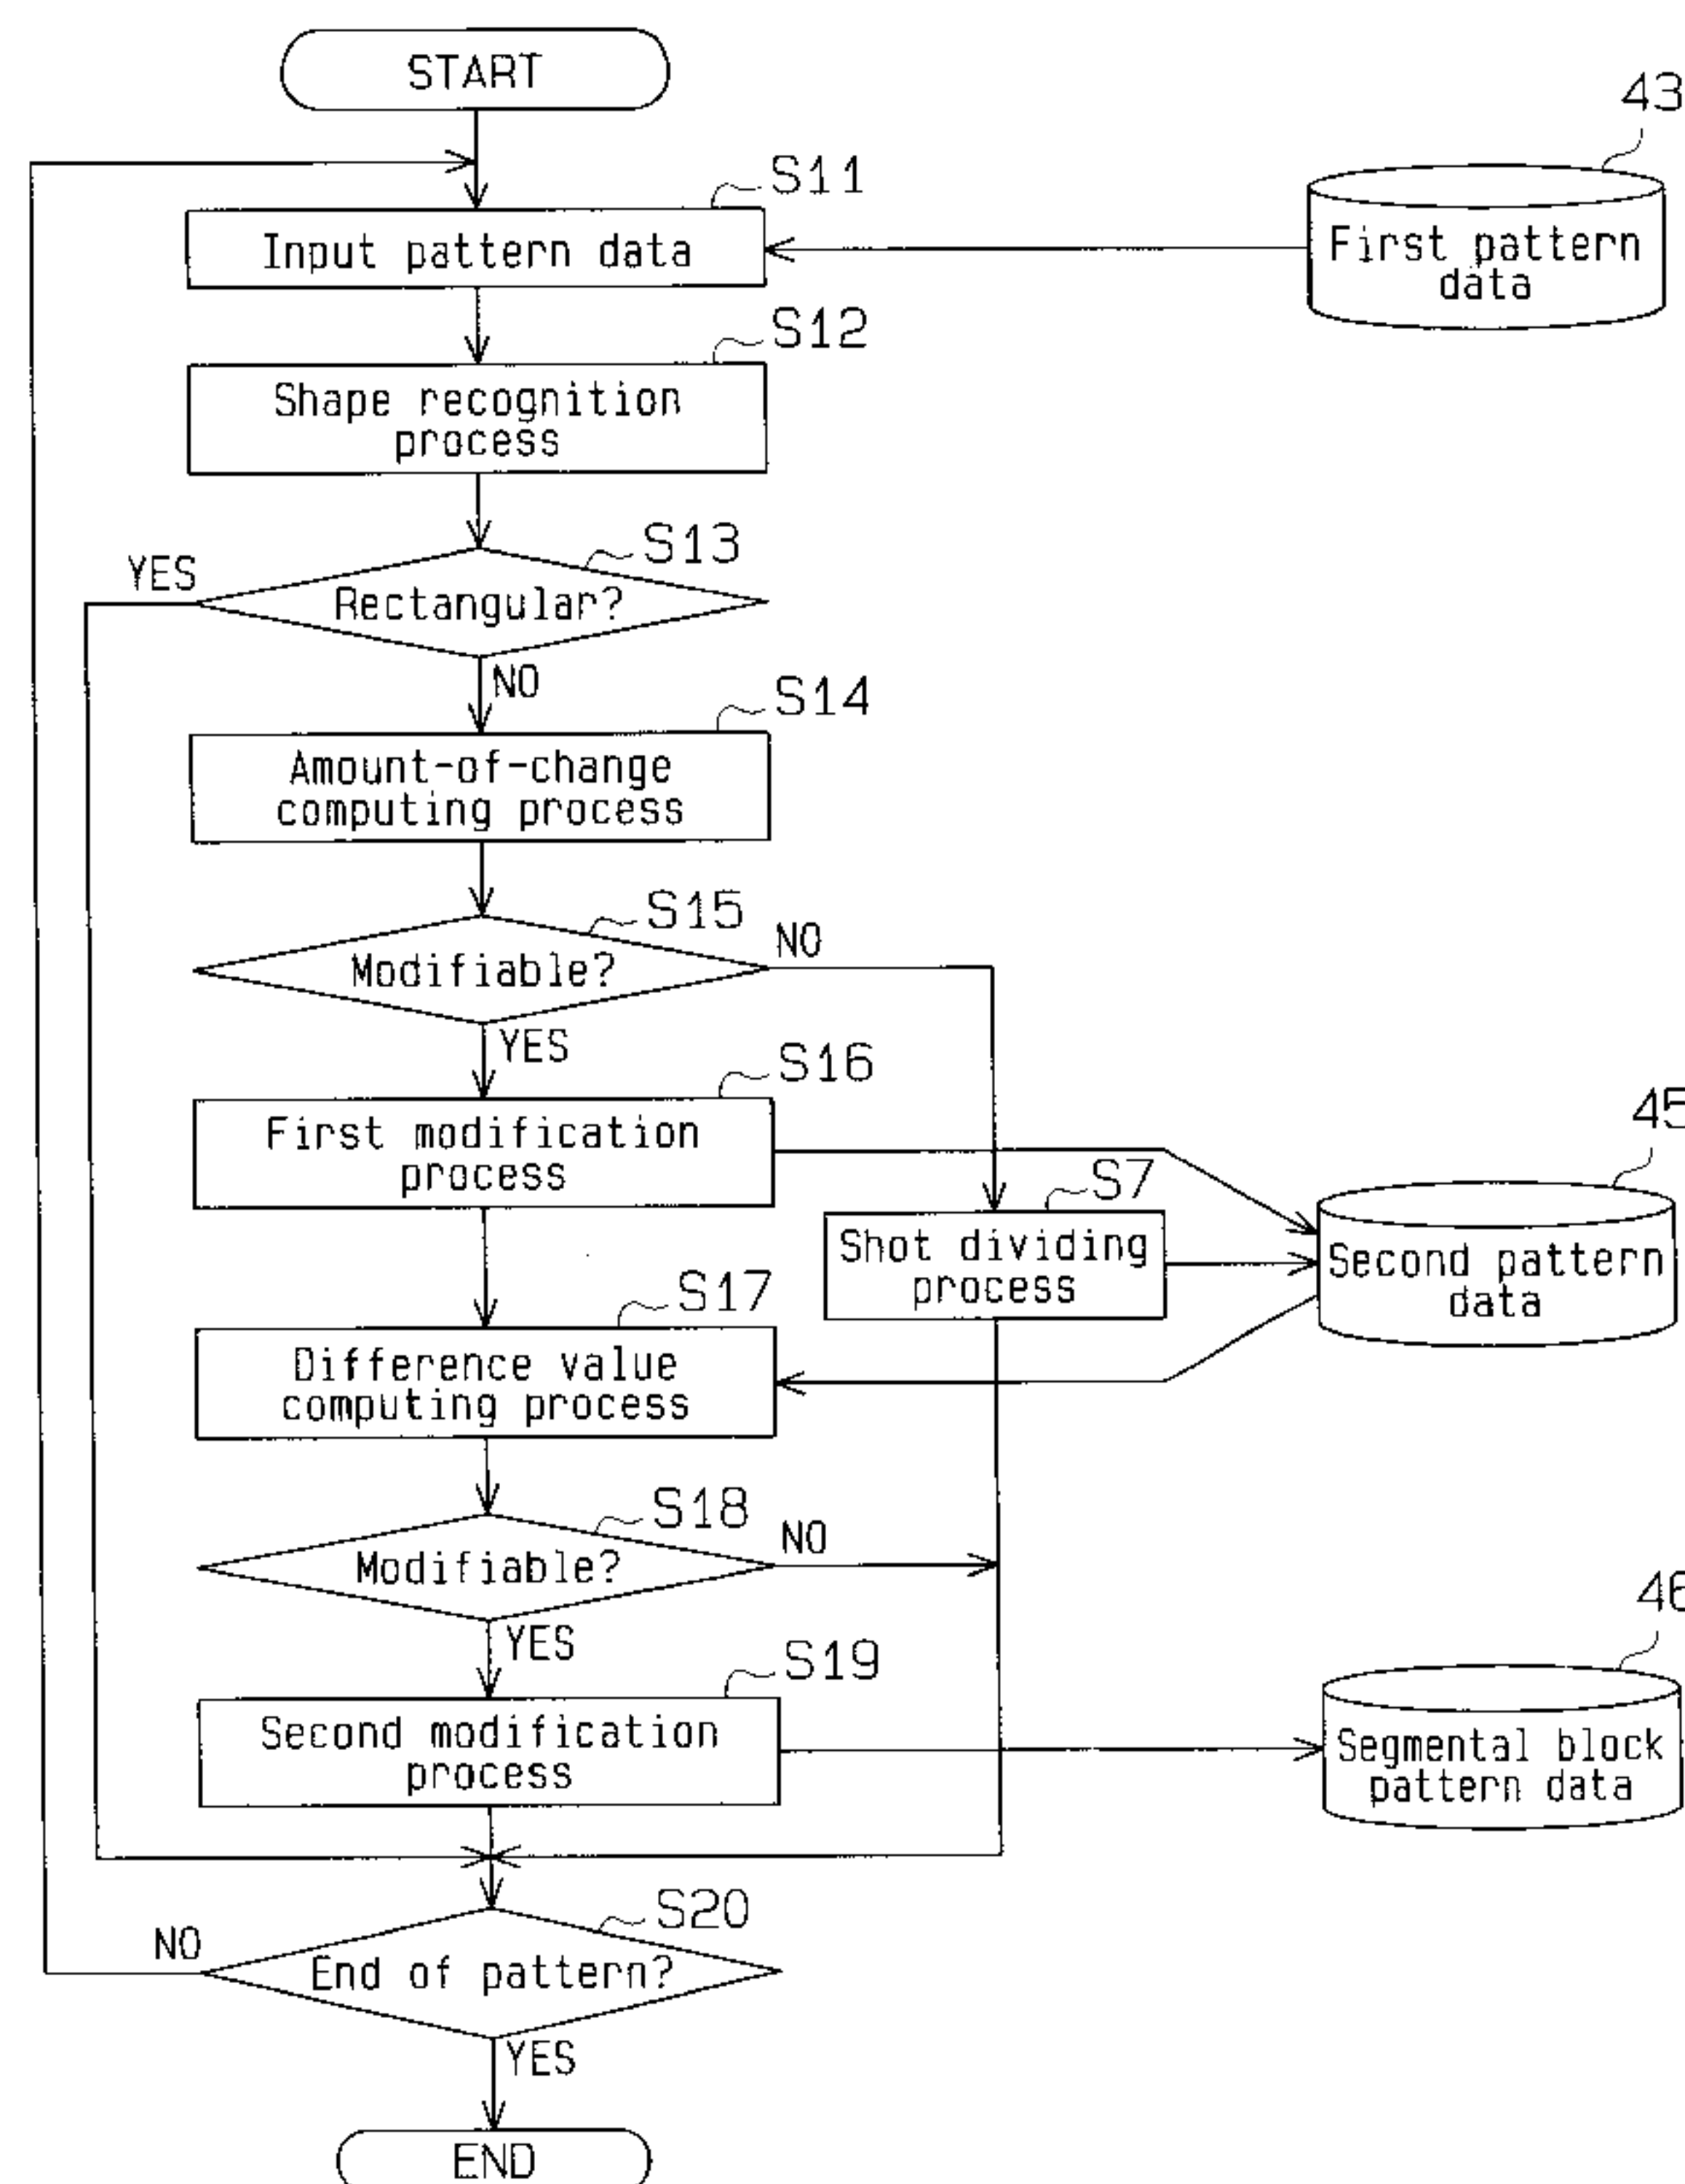 START
43
S11
Input pattern data
First pattern
data
S12
Shape recognition
process
S13
YES
Rectangular?
NO
S14
Amount-of-change
computing process
S15
NO
Modifiable?
YES
S16
First modification
process
45
S7
Shot dividing
process
Second pattern
data
S17
Difference value
computing process
S18
NO
Modifiable?
YES
46
S19
Second modification
process
Segmental block
pattern data
S20
NO
End of pattern?
YES
END